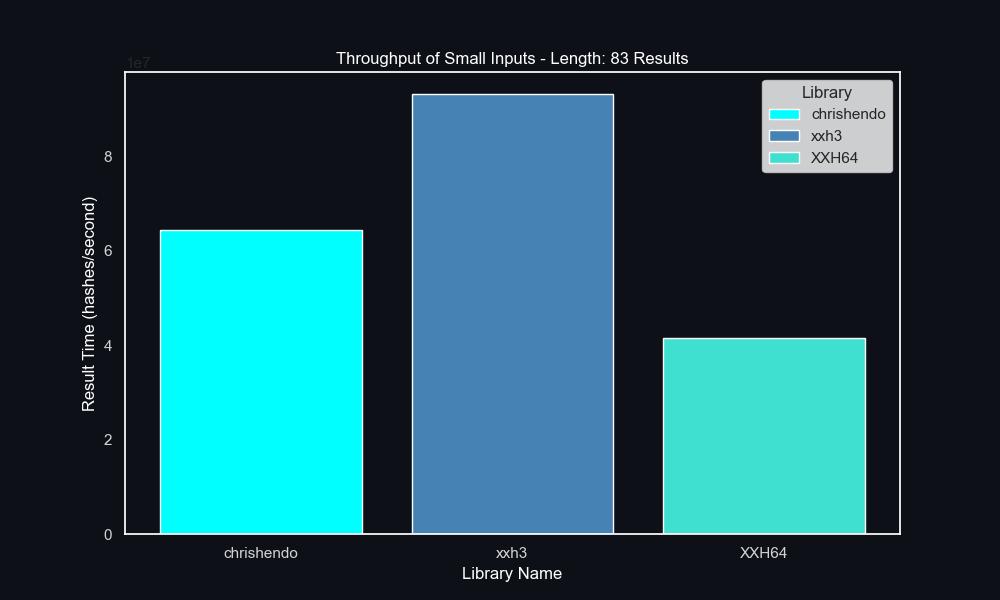 Throughput of Small Inputs - Length: 83 Results
1e7
Library
chrishendo
xxh3
XXH64
8
6
4
2
0
Result Time (hashes/second)
chrishendo
xxh3
XXH64
Library Name